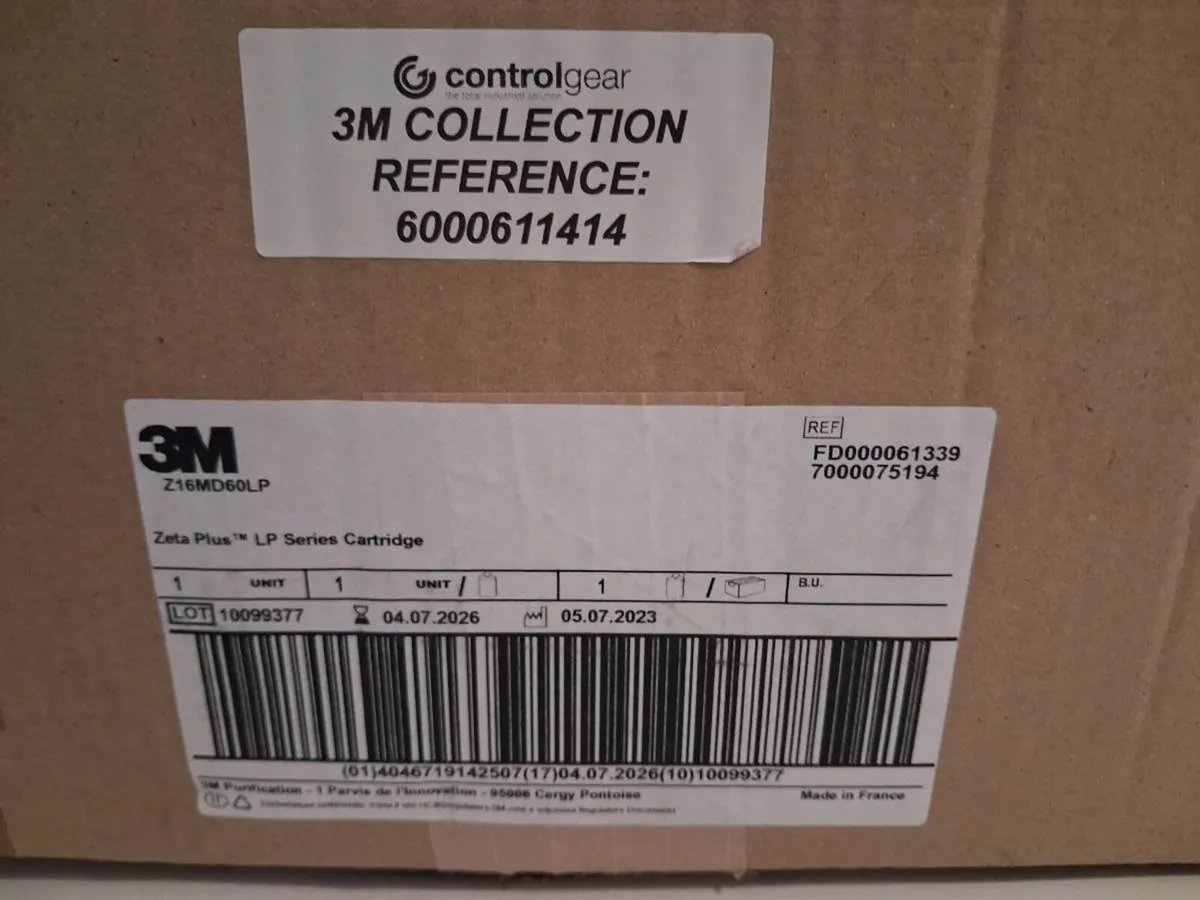 controlgear
the total industrial solution
3M COLLECTION
REFERENCE:
6000611414
3M
Z16MD60LP
REF
FD000061339
7000075194
Zeta Plus™ LP Series Cartridge
1 UNIT 1 UNIT / 1 / B.U.
LOT 10099377 04.07.2026 05.07.2023
(01)4046719142507(17)04.07.2026(10)10099377
3M Purification - 1 Parvis de l'Innovation - 95006 Cergy Pontoise
Made in France